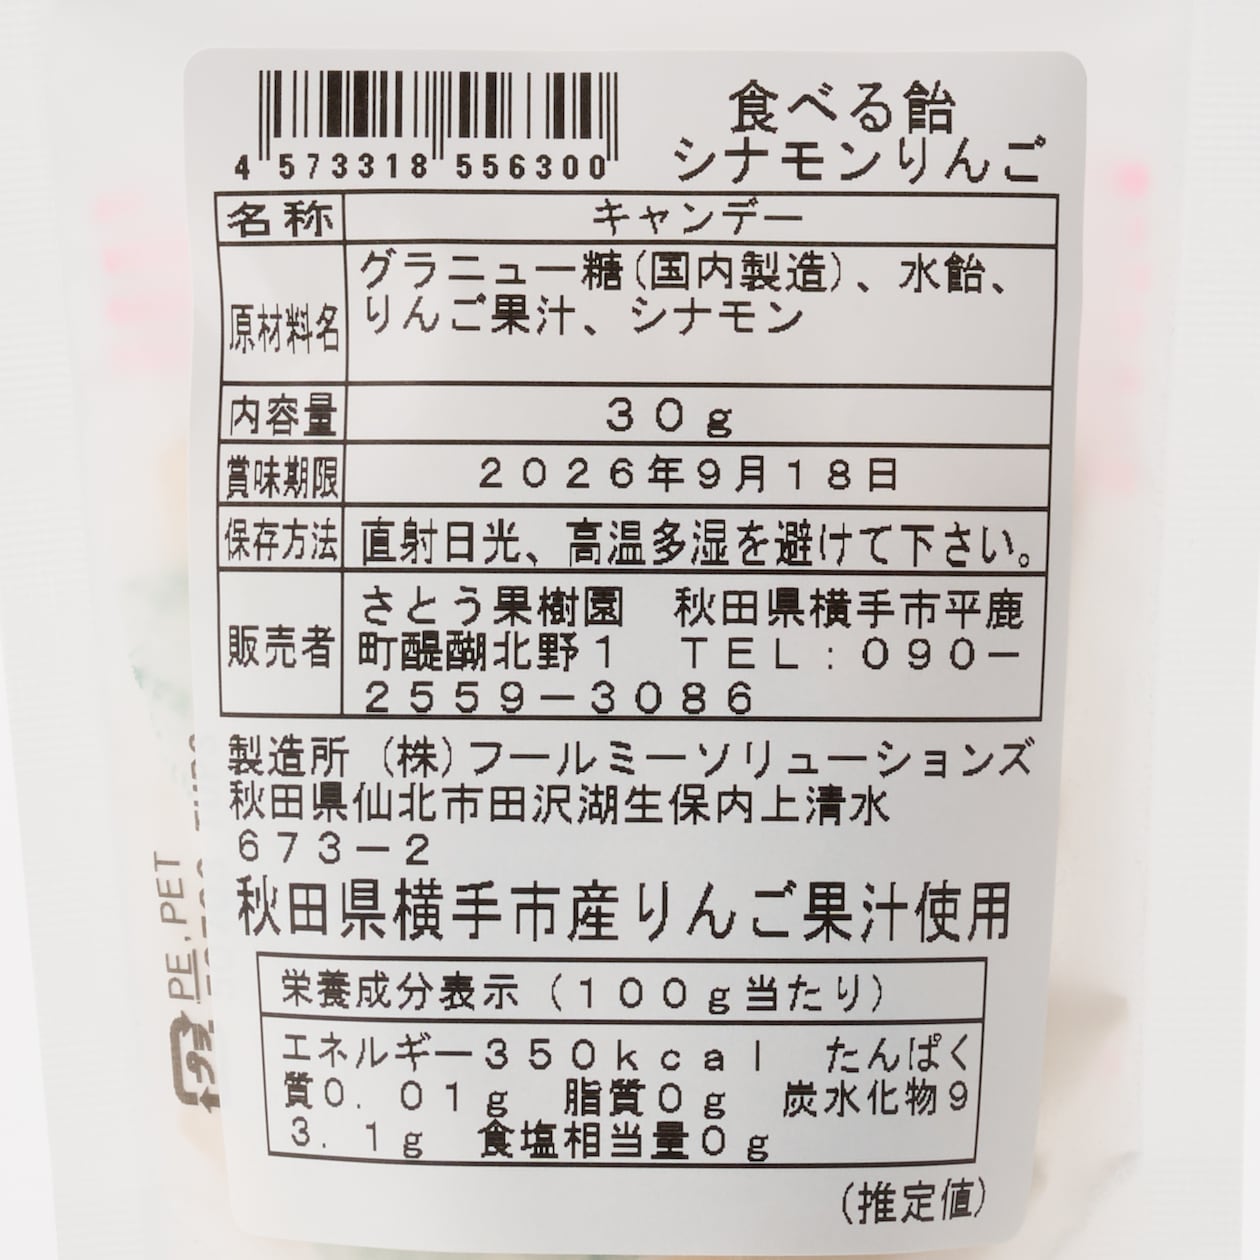 食べる飴
シナモンりんご
4 573318 556300
名称 キャンデー
原材料名 グラニュー糖(国内製造)、水飴、
りんご果汁、シナモン
内容量 30g
賞味期限 2026年9月18日
保存方法 直射日光、高温多湿を避けて下さい。
販売者 さとう果樹園 秋田県横手市平鹿
町醍醐北野1 TEL:090-
2559-3086
製造所 (株)フールミーソリューションズ
秋田県仙北市田沢湖生保内上清水
673-2
秋田県横手市産りんご果汁使用
栄養成分表示(100g当たり)
エネルギー350kcal たんぱく
質0.01g 脂質0g 炭水化物9
3.1g 食塩相当量0g
(推定値)
プラ
PE,PET